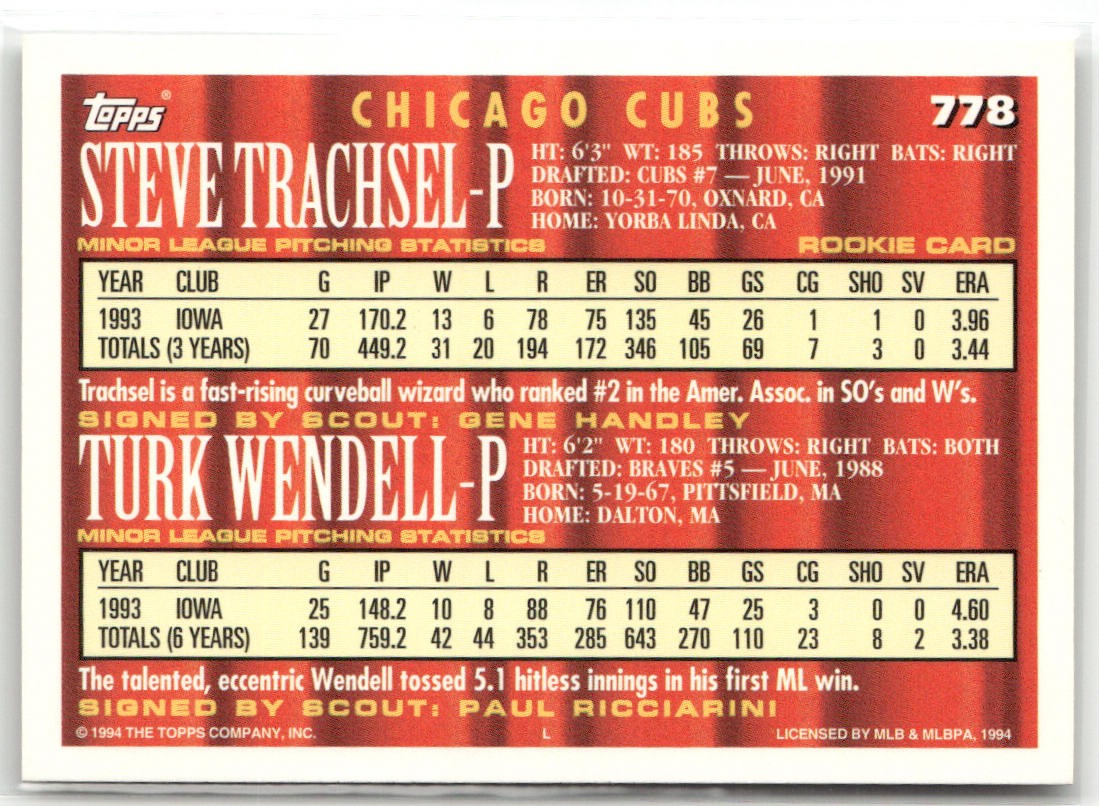 topps® CHICAGO CUBS 778
STEVE TRACHSEL-P
HT: 6'3" WT: 185 THROWS: RIGHT BATS: RIGHT
DRAFTED: CUBS #7 — JUNE, 1991
BORN: 10-31-70, OXNARD, CA
HOME: YORBA LINDA, CA
MINOR LEAGUE PITCHING STATISTICS ROOKIE CARD
YEAR CLUB G IP W L R ER SO BB GS CG SHO SV ERA
1993 IOWA 27 170.2 13 6 78 75 135 45 26 1 1 0 3.96
TOTALS (3 YEARS) 70 449.2 31 20 194 172 346 105 69 7 3 0 3.44
Trachsel is a fast-rising curveball wizard who ranked #2 in the Amer. Assoc. in SO's and W's.
SIGNED BY SCOUT: GENE HANDLEY
TURK WENDELL-P
HT: 6'2" WT: 180 THROWS: RIGHT BATS: BOTH
DRAFTED: BRAVES #5 — JUNE, 1988
BORN: 5-19-67, PITTSFIELD, MA
HOME: DALTON, MA
MINOR LEAGUE PITCHING STATISTICS
YEAR CLUB G IP W L R ER SO BB GS CG SHO SV ERA
1993 IOWA 25 148.2 10 8 88 76 110 47 25 3 0 0 4.60
TOTALS (6 YEARS) 139 759.2 42 44 353 285 643 270 110 23 8 2 3.38
The talented, eccentric Wendell tossed 5.1 hitless innings in his first ML win.
SIGNED BY SCOUT: PAUL RICCIARINI
© 1994 THE TOPPS COMPANY, INC. L LICENSED BY MLB & MLBPA, 1994